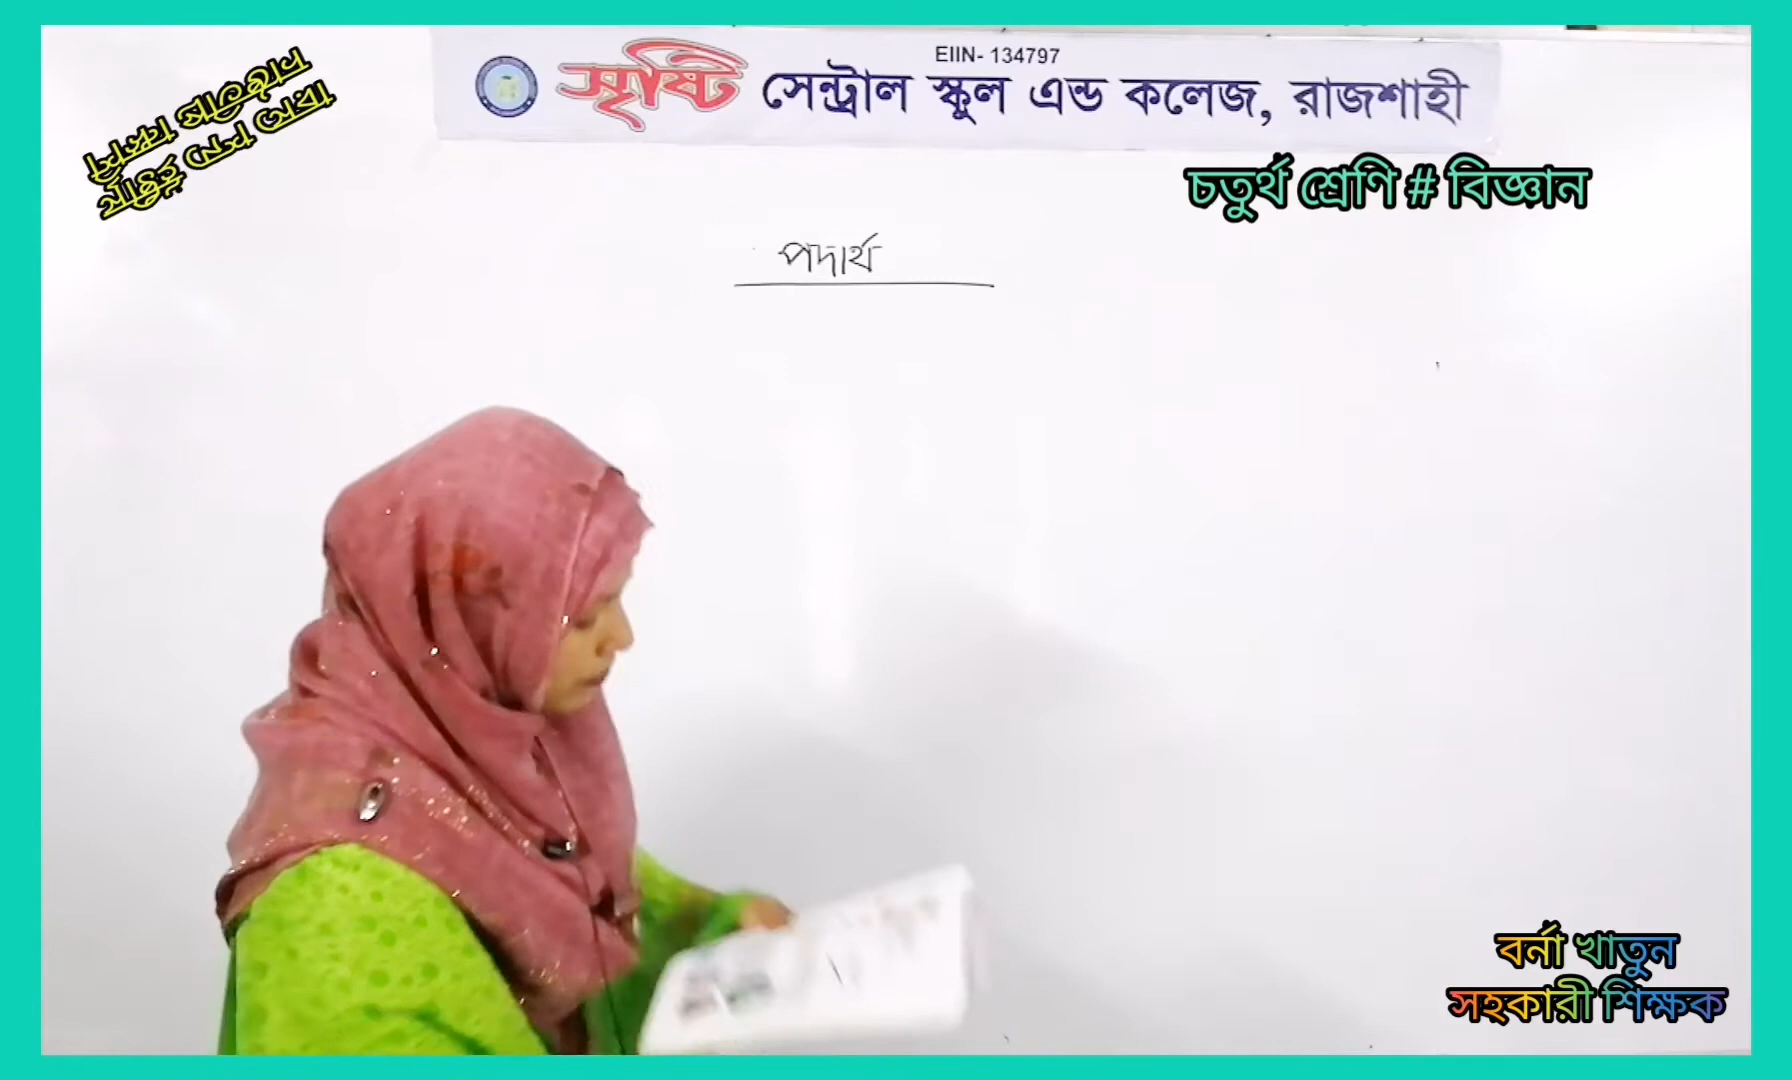 EIIN- 134797
সৃষ্টি সেন্ট্রাল স্কুল এন্ড কলেজ, রাজশাহী
চতুর্থ শ্রেণি # বিজ্ঞান
পদার্থ
বর্না খাতুন
সহকারী শিক্ষক